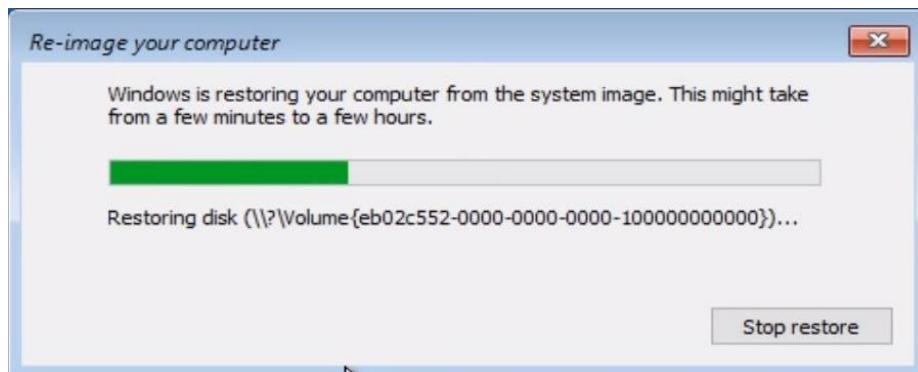 Re-image your computer
Windows is restoring your computer from the system image. This might take
from a few minutes to a few hours.
Restoring disk (\\?\Volume{eb02c552-0000-0000-0000-100000000000})...
Stop restore